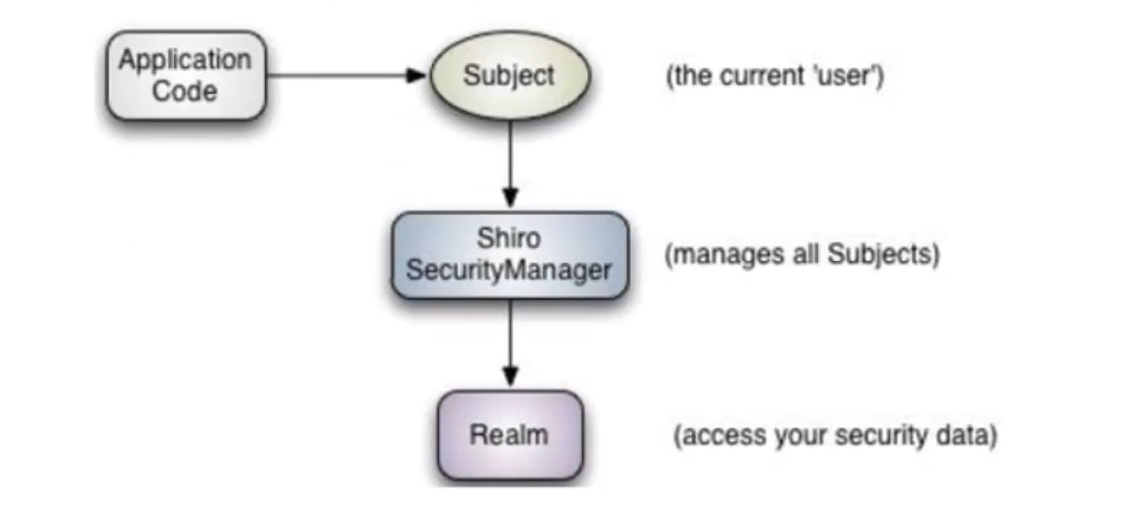 Application
Code
Subject
(the current 'user')
Shiro
SecurityManager
(manages all Subjects)
Realm
(access your security data)